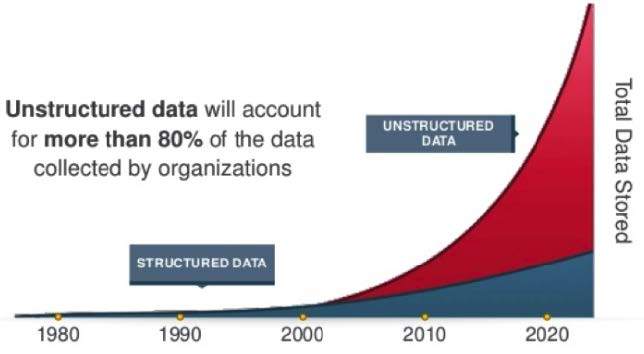 Unstructured data will account
for more than 80% of the data
collected by organizations
UNSTRUCTURED
DATA
STRUCTURED DATA
Total Data Stored
1980 1990 2000 2010 2020